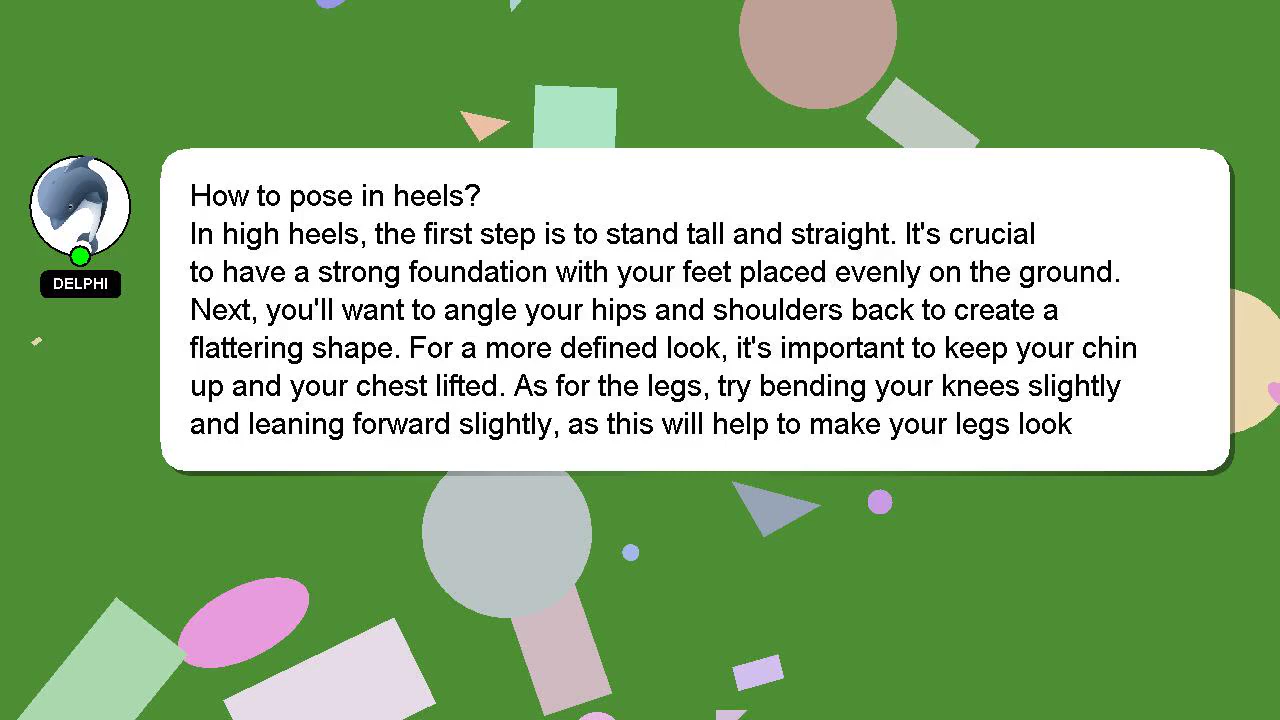 DELPHI
How to pose in heels?
In high heels, the first step is to stand tall and straight. It's crucial
to have a strong foundation with your feet placed evenly on the ground.
Next, you'll want to angle your hips and shoulders back to create a
flattering shape. For a more defined look, it's important to keep your chin
up and your chest lifted. As for the legs, try bending your knees slightly
and leaning forward slightly, as this will help to make your legs look